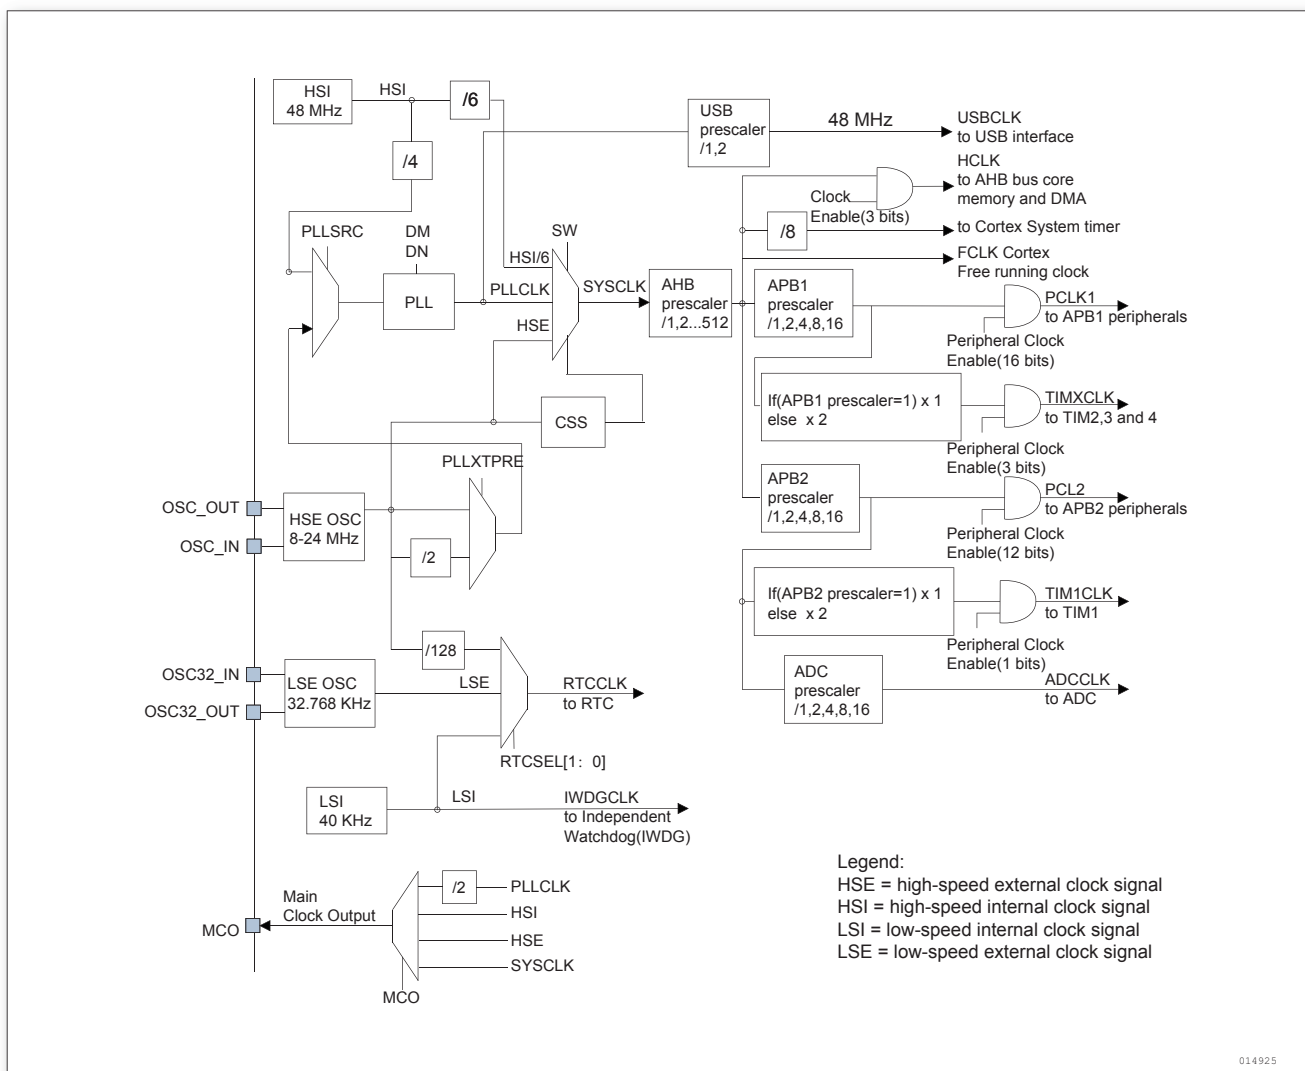 HSI
48 MHz
HSI
/6
/4
USB
prescaler
/1,2
48 MHz
USBCLK
to USB interface
HCLK
to AHB bus core
memory and DMA
Clock
Enable(3 bits)
/8
to Cortex System timer
FCLK Cortex
Free running clock
PLLSRC
DM
DN
PLL
SW
HSI/6
PLLCLK
HSE
SYSCLK
AHB
prescaler
/1,2...512
APB1
prescaler
/1,2,4,8,16
PCLK1
to APB1 peripherals
Peripheral Clock
Enable(16 bits)
If(APB1 prescaler=1) x 1
else x 2
TIMXCLK
to TIM2,3 and 4
Peripheral Clock
Enable(3 bits)
CSS
PLLXTPRE
OSC_OUT
OSC_IN
HSE OSC
8-24 MHz
/2
APB2
prescaler
/1,2,4,8,16
PCL2
to APB2 peripherals
Peripheral Clock
Enable(12 bits)
If(APB2 prescaler=1) x 1
else x 2
TIM1CLK
to TIM1
Peripheral Clock
Enable(1 bits)
/128
OSC32_IN
OSC32_OUT
LSE OSC
32.768 KHz
LSE
RTCCLK
to RTC
RTCSEL[1: 0]
ADC
prescaler
/1,2,4,8,16
ADCCLK
to ADC
LSI
40 KHz
LSI
IWDGCLK
to Independent
Watchdog(IWDG)
MCO
Main
Clock Output
/2
PLLCLK
HSI
HSE
SYSCLK
MCO
Legend:
HSE = high-speed external clock signal
HSI = high-speed internal clock signal
LSI = low-speed internal clock signal
LSE = low-speed external clock signal
014925